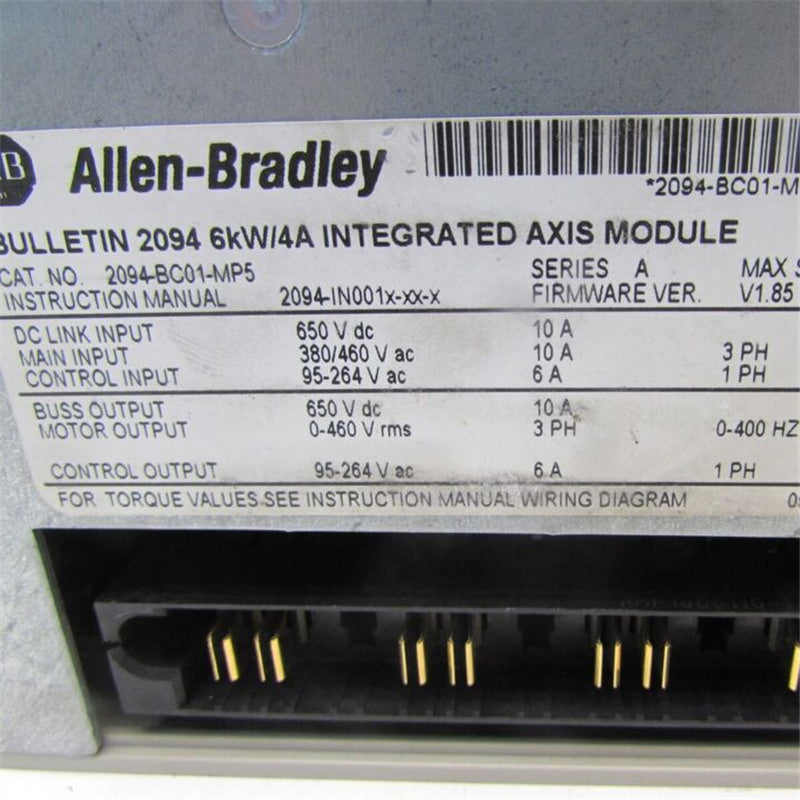 AB Allen-Bradley
*2094-BC01-M
BULLETIN 2094 6kW/4A INTEGRATED AXIS MODULE
CAT. NO. 2094-BC01-MP5 SERIES A MAX S
INSTRUCTION MANUAL 2094-IN001x-xx-x FIRMWARE VER. V1.85
DC LINK INPUT 650 V dc 10 A
MAIN INPUT 380/460 V ac 10 A 3 PH
CONTROL INPUT 95-264 V ac 6 A 1 PH
BUSS OUTPUT 650 V dc 10 A
MOTOR OUTPUT 0-460 V rms 3 PH 0-400 HZ
CONTROL OUTPUT 95-264 V ac 6 A 1 PH
FOR TORQUE VALUES SEE INSTRUCTION MANUAL WIRING DIAGRAM